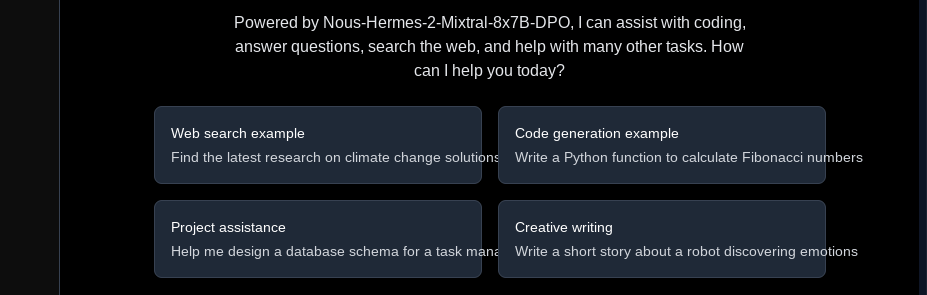 Powered by Nous-Hermes-2-Mixtral-8x7B-DPO, I can assist with coding,
answer questions, search the web, and help with many other tasks. How
can I help you today?
Web search example
Find the latest research on climate change solutions
Code generation example
Write a Python function to calculate Fibonacci numbers
Project assistance
Help me design a database schema for a task
Creative writing
Write a short story about a robot discovering emotions